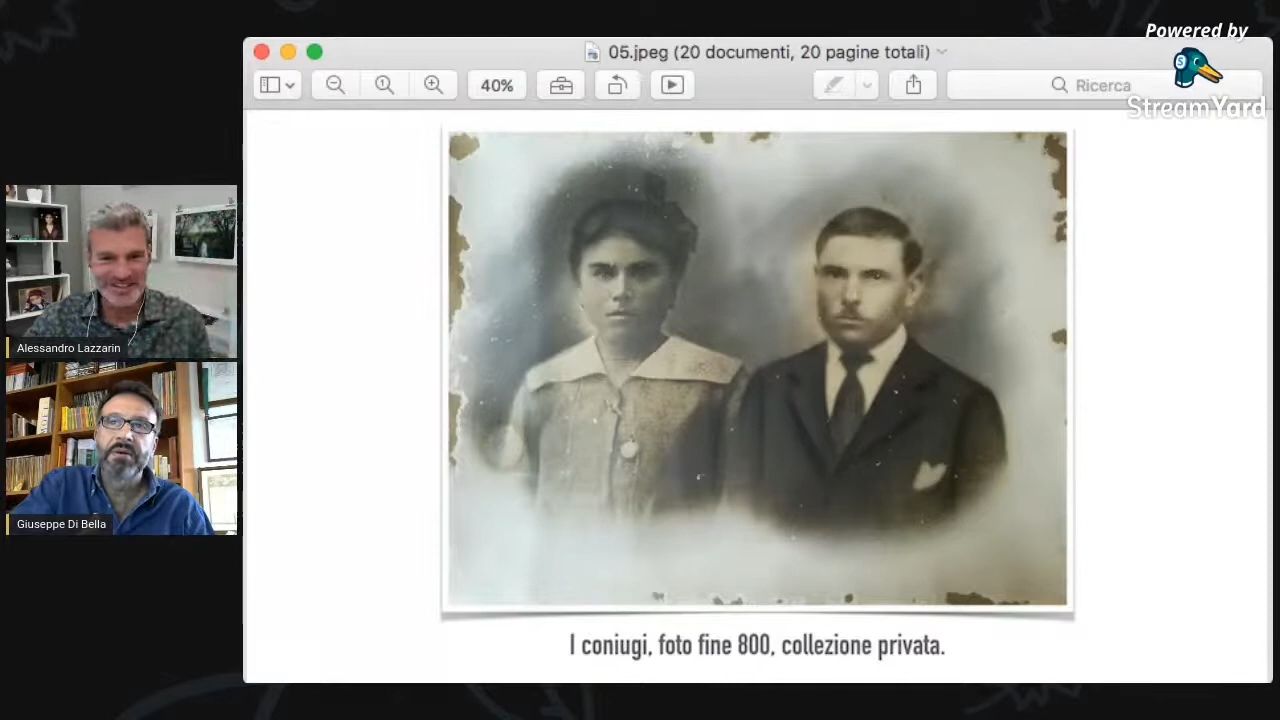 Powered by
StreamYard
05.jpeg (20 documenti, 20 pagine totali)
40%
Ricerca
Alessandro Lazzarin
Giuseppe Di Bella
I coniugi, foto fine 800, collezione privata.